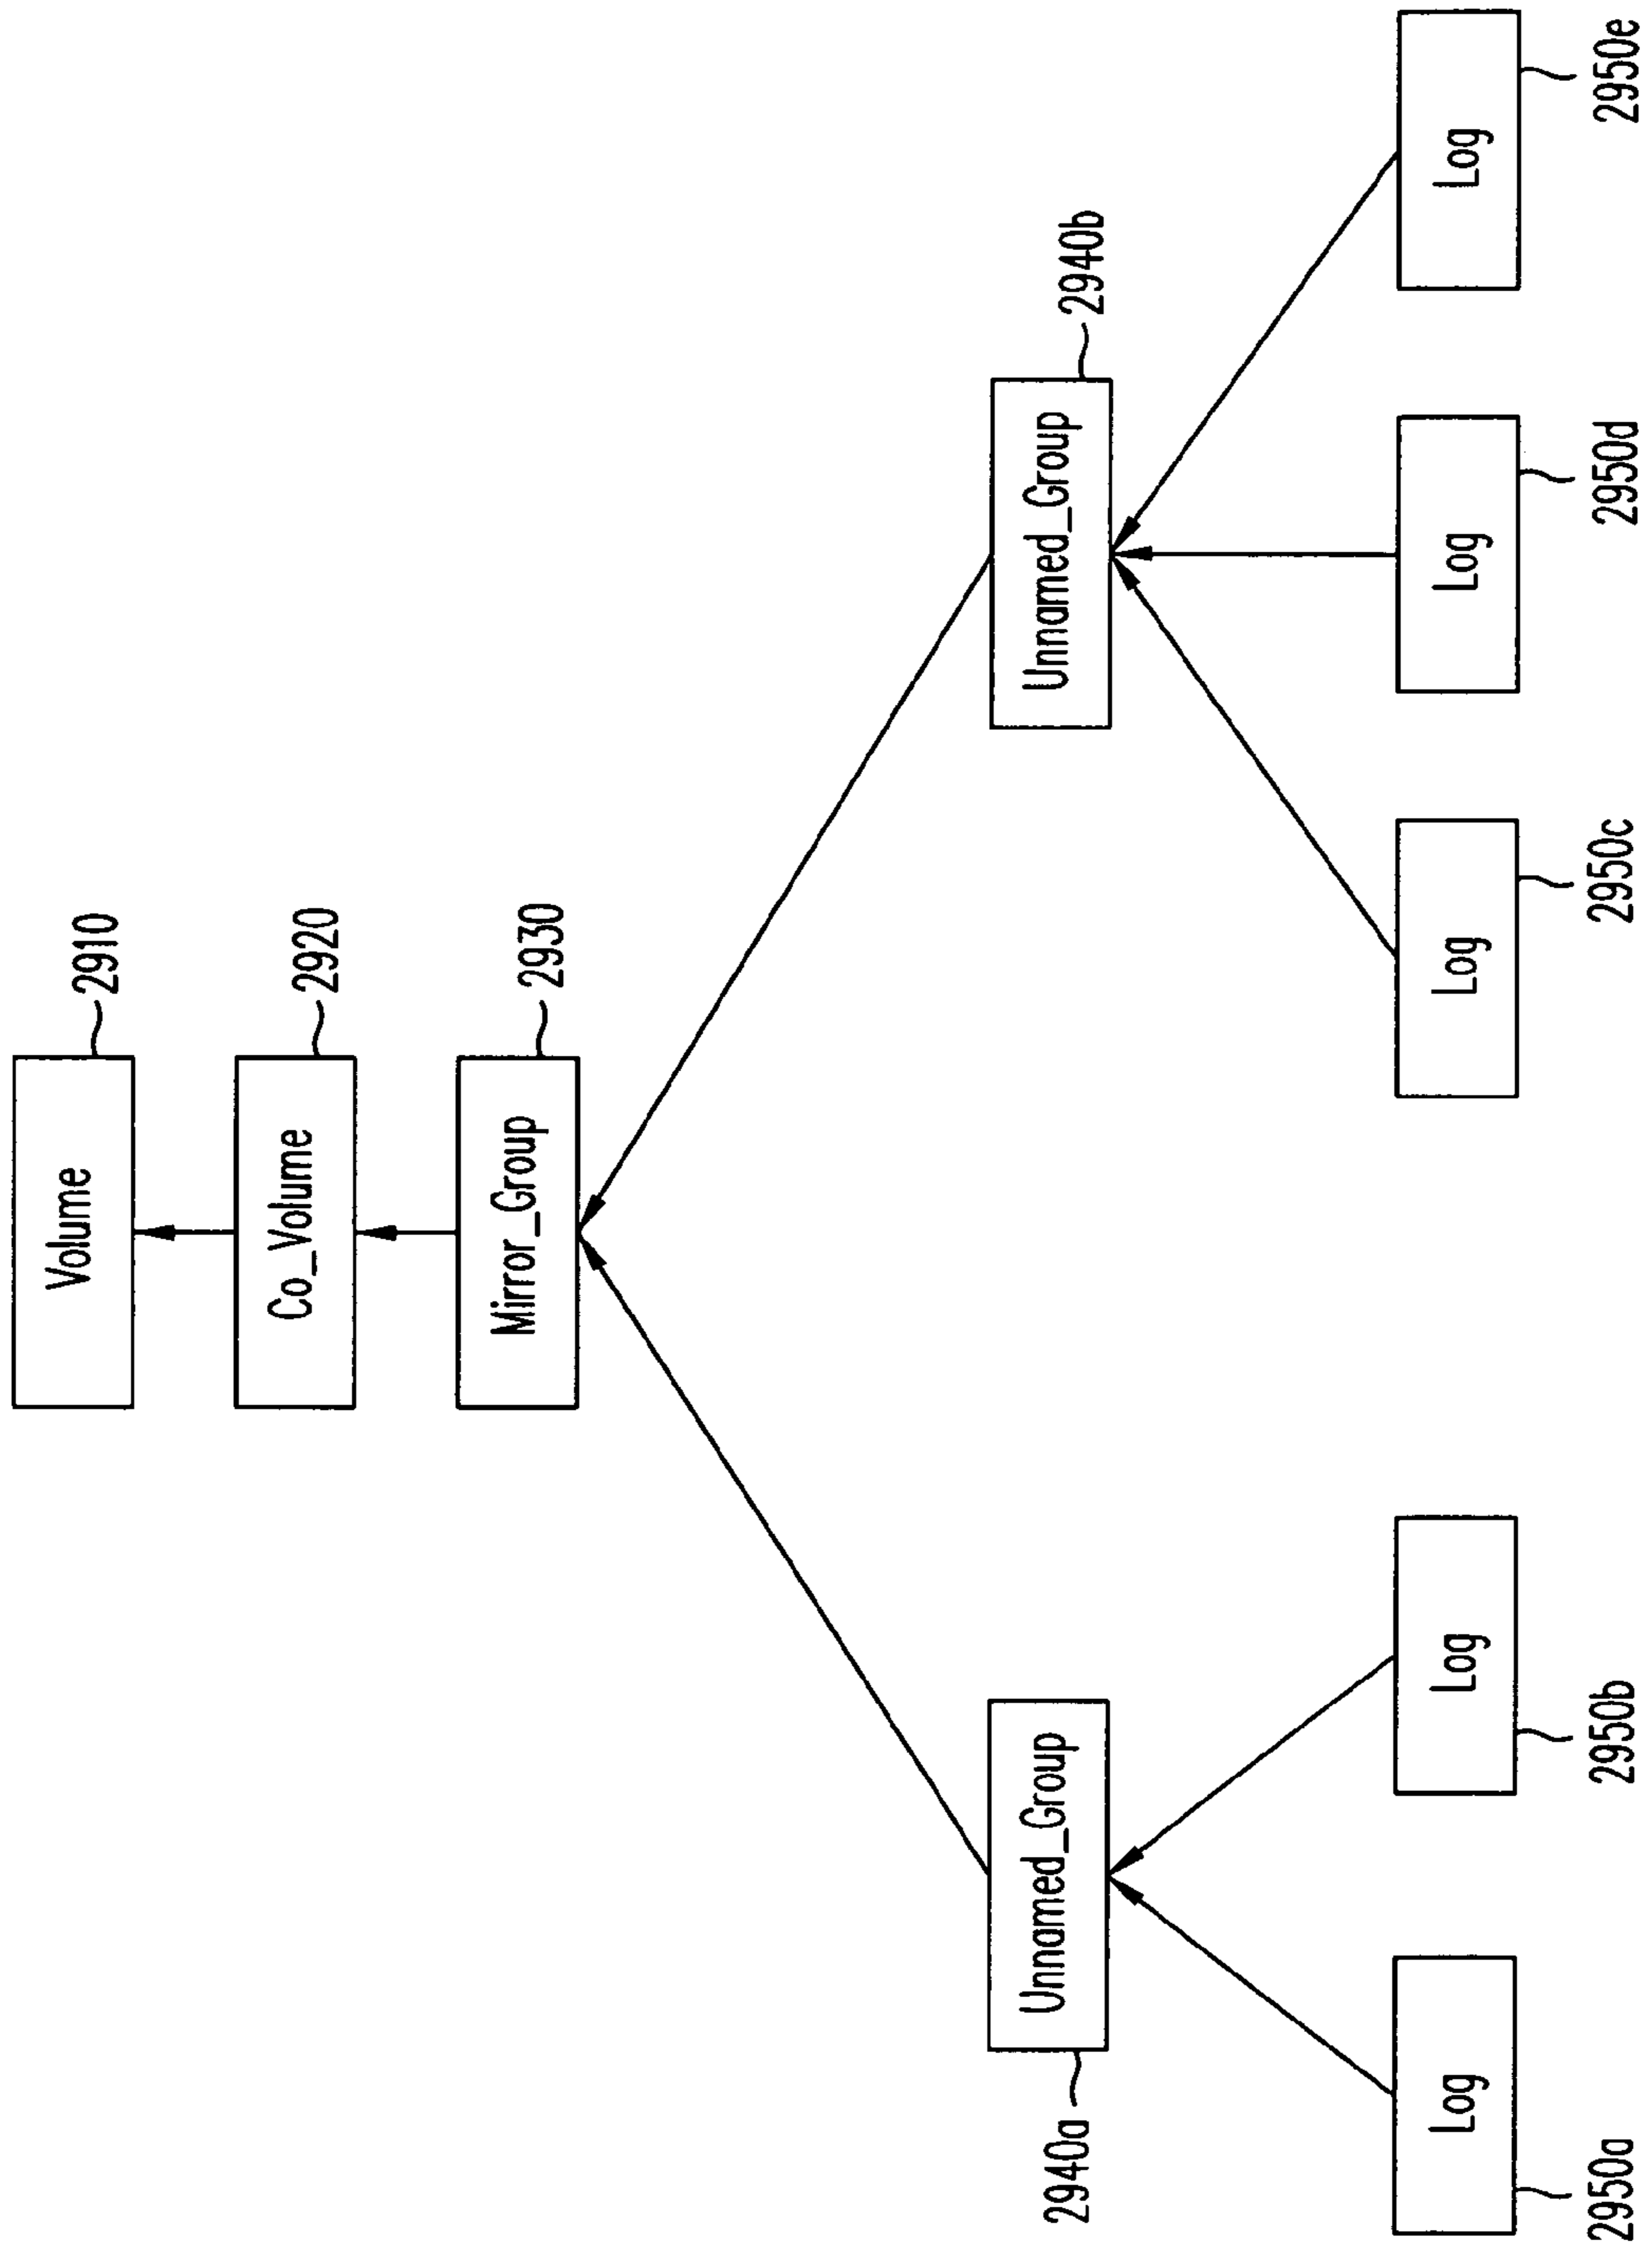 Volume
2910
Co_Volume
2920
Mirror_Group
2930
2940a
Unnamed_Group
Unnamed_Group
2940b
Log
Log
Log
Log
Log
2950a
2950b
2950c
2950d
2950e